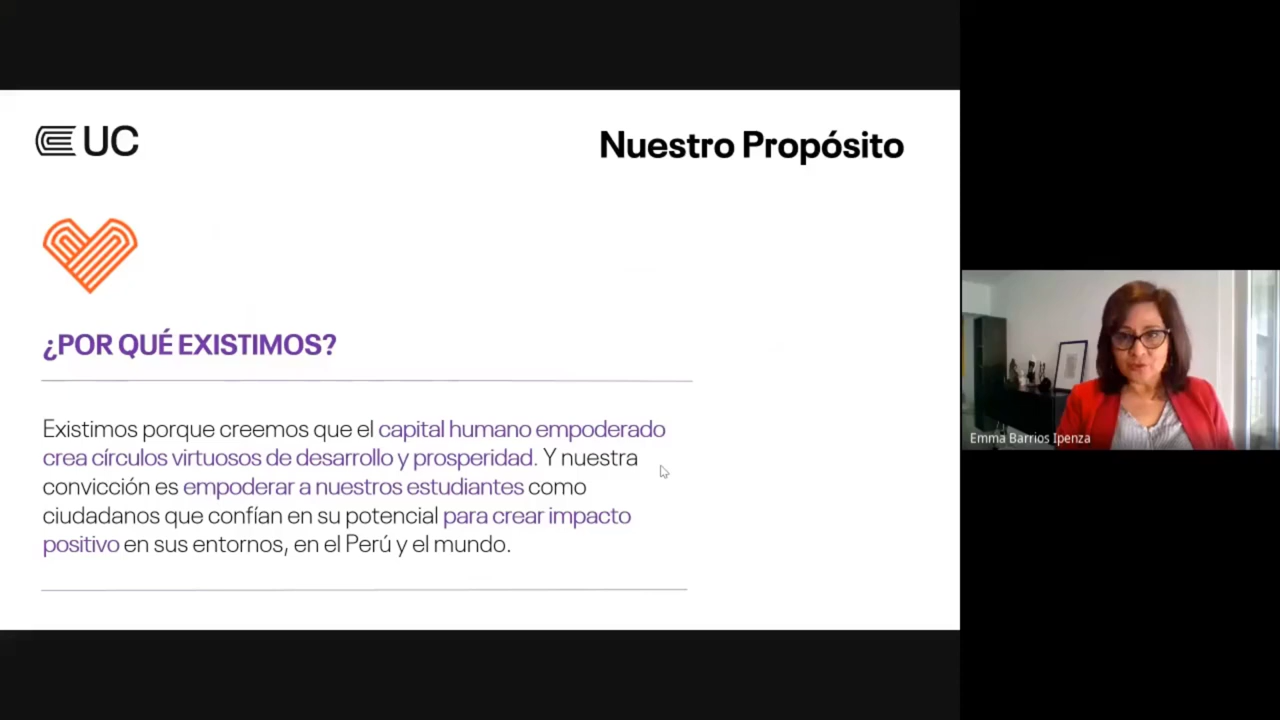 UC
Nuestro Propósito
¿POR QUÉ EXISTIMOS?
Existimos porque creemos que el capital humano empoderado
crea círculos virtuosos de desarrollo y prosperidad. Y nuestra
convicción es empoderar a nuestros estudiantes como
ciudadanos que confían en su potencial para crear impacto
positivo en sus entornos, en el Perú y el mundo.
Emma Barrios Ipenza